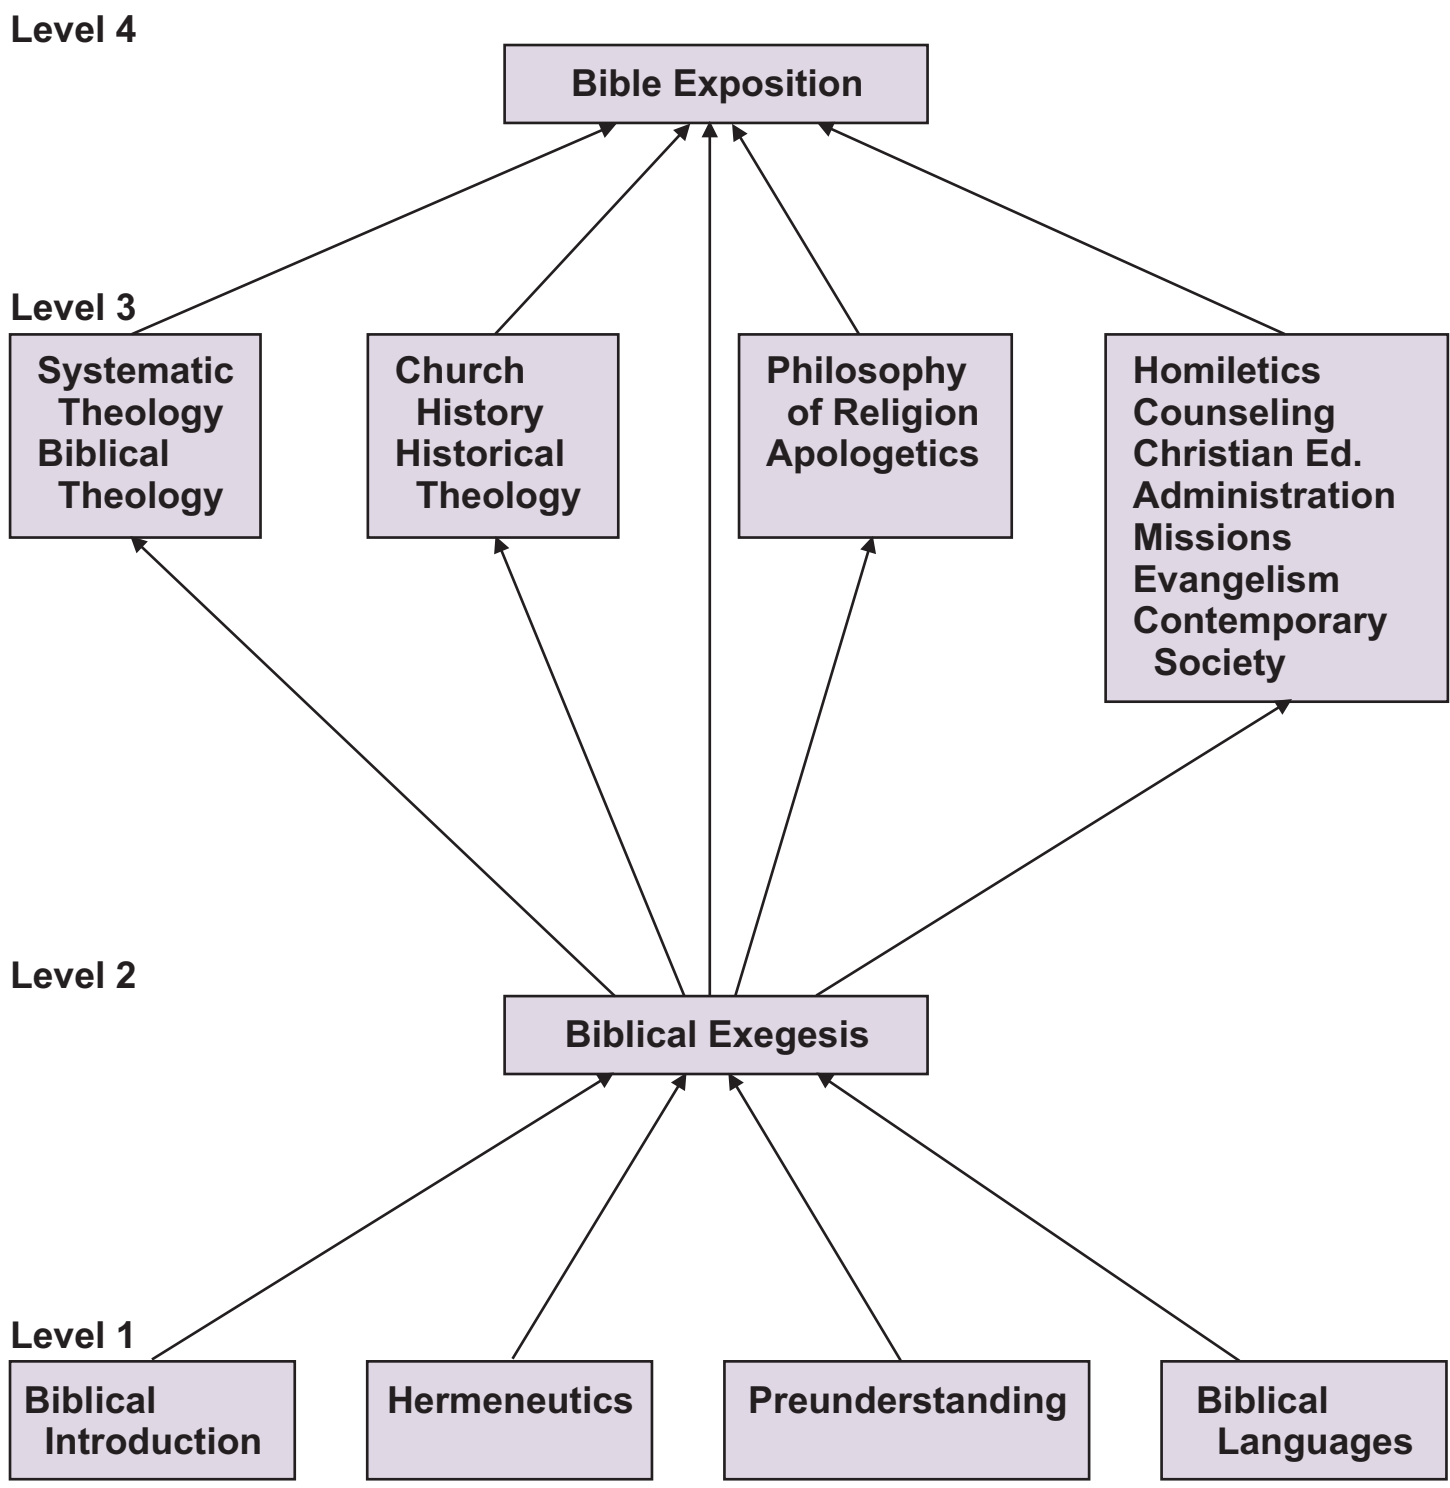 Level 4
Bible Exposition
Level 3
Systematic
Theology
Biblical
Theology
Church
History
Historical
Theology
Philosophy
of Religion
Apologetics
Homiletics
Counseling
Christian Ed.
Administration
Missions
Evangelism
Contemporary
Society
Level 2
Biblical Exegesis
Level 1
Biblical
Introduction
Hermeneutics
Preunderstanding
Biblical
Languages